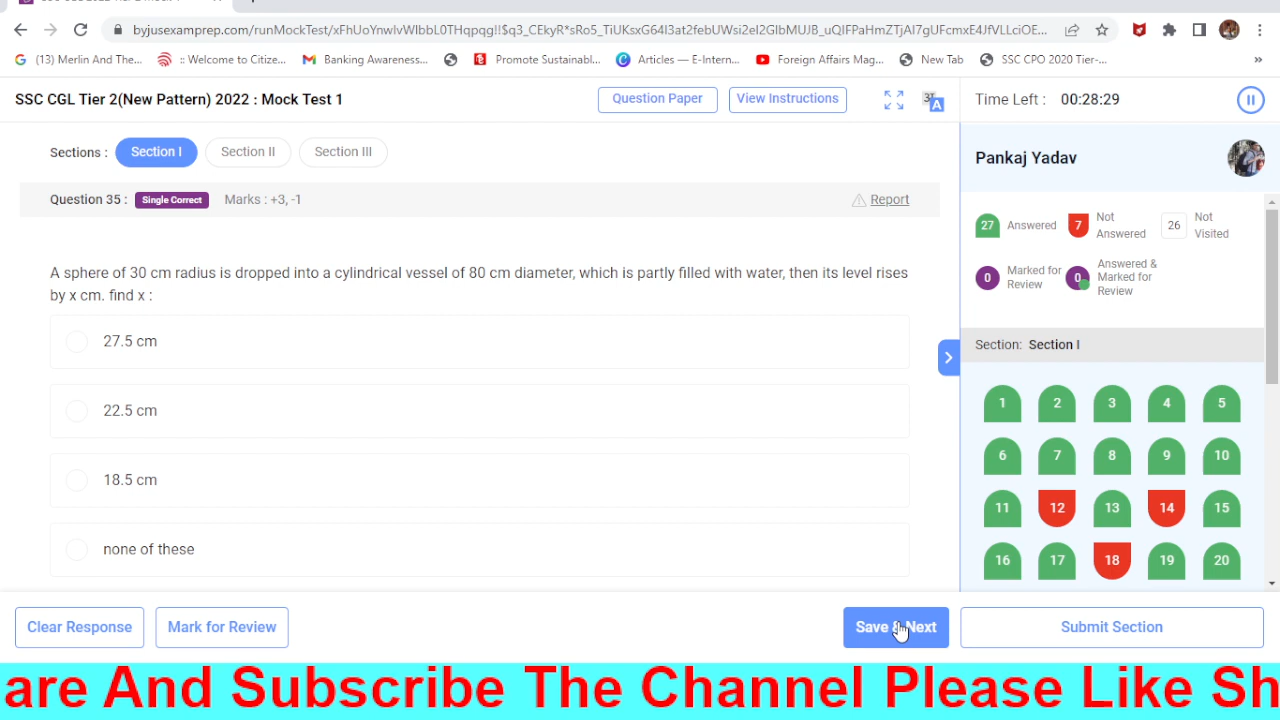 byjusexamprep.com/runMockTest/xFhUoYnwIvWlbbL0THqpqg!!$q3_CEkyR*sRo5_TiUKsxG64I3at2febUWsi2eI2GlbMUJB_uQIFPaHmZTjAI7gUFcmxE4JfVLLciOE...
(13) Merlin And The...
:: Welcome to Citize...
Banking Awareness...
Promote Sustainabl...
Articles — E-Intern...
Foreign Affairs Mag...
New Tab
SSC CPO 2020 Tier-...
»
SSC CGL Tier 2(New Pattern) 2022 : Mock Test 1
Question Paper
View Instructions
Time Left : 00:28:29
Sections : Section I Section II Section III
Pankaj Yadav
Question 35 : Single Correct Marks : +3, -1
Report
27 Answered
7 Not Answered
26 Not Visited
0 Marked for Review
0 Answered & Marked for Review
A sphere of 30 cm radius is dropped into a cylindrical vessel of 80 cm diameter, which is partly filled with water, then its level rises
by x cm. find x :
27.5 cm
22.5 cm
18.5 cm
none of these
Section: Section I
1 2 3 4 5
6 7 8 9 10
11 12 13 14 15
16 17 18 19 20
Clear Response
Mark for Review
Save & Next
Submit Section
are And Subscribe The Channel Please Like Sh